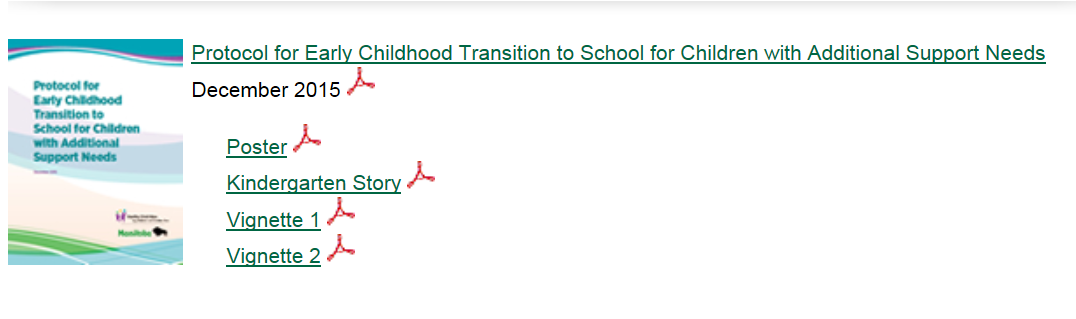 Protocol for
Early Childhood
Transition to
School for Children
with Additional
Support Needs
Manitoba
Protocol for Early Childhood Transition to School for Children with Additional Support Needs
December 2015
Poster
Kindergarten Story
Vignette 1
Vignette 2